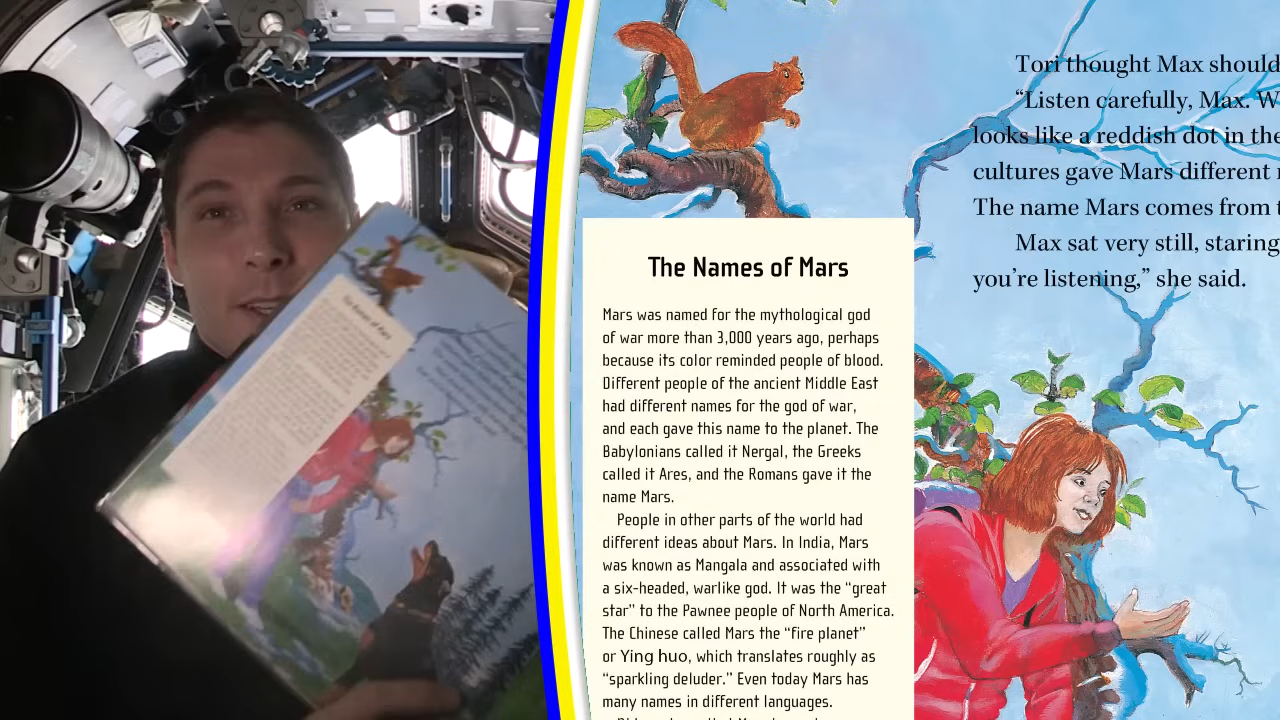 Tori thought Max should
“Listen carefully, Max. W
looks like a reddish dot in the
cultures gave Mars different
The name Mars comes from
Max sat very still, staring
you’re listening,” she said.
The Names of Mars
Mars was named for the mythological god
of war more than 3,000 years ago, perhaps
because its color reminded people of blood.
Different people of the ancient Middle East
had different names for the god of war,
and each gave this name to the planet. The
Babylonians called it Nergal, the Greeks
called it Ares, and the Romans gave it the
name Mars.
People in other parts of the world had
different ideas about Mars. In India, Mars
was known as Mangala and associated with
a six-headed, warlike god. It was the “great
star” to the Pawnee people of North America.
The Chinese called Mars the “fire planet”
or Ying huo, which translates roughly as
“sparkling deluder.” Even today Mars has
many names in different languages.